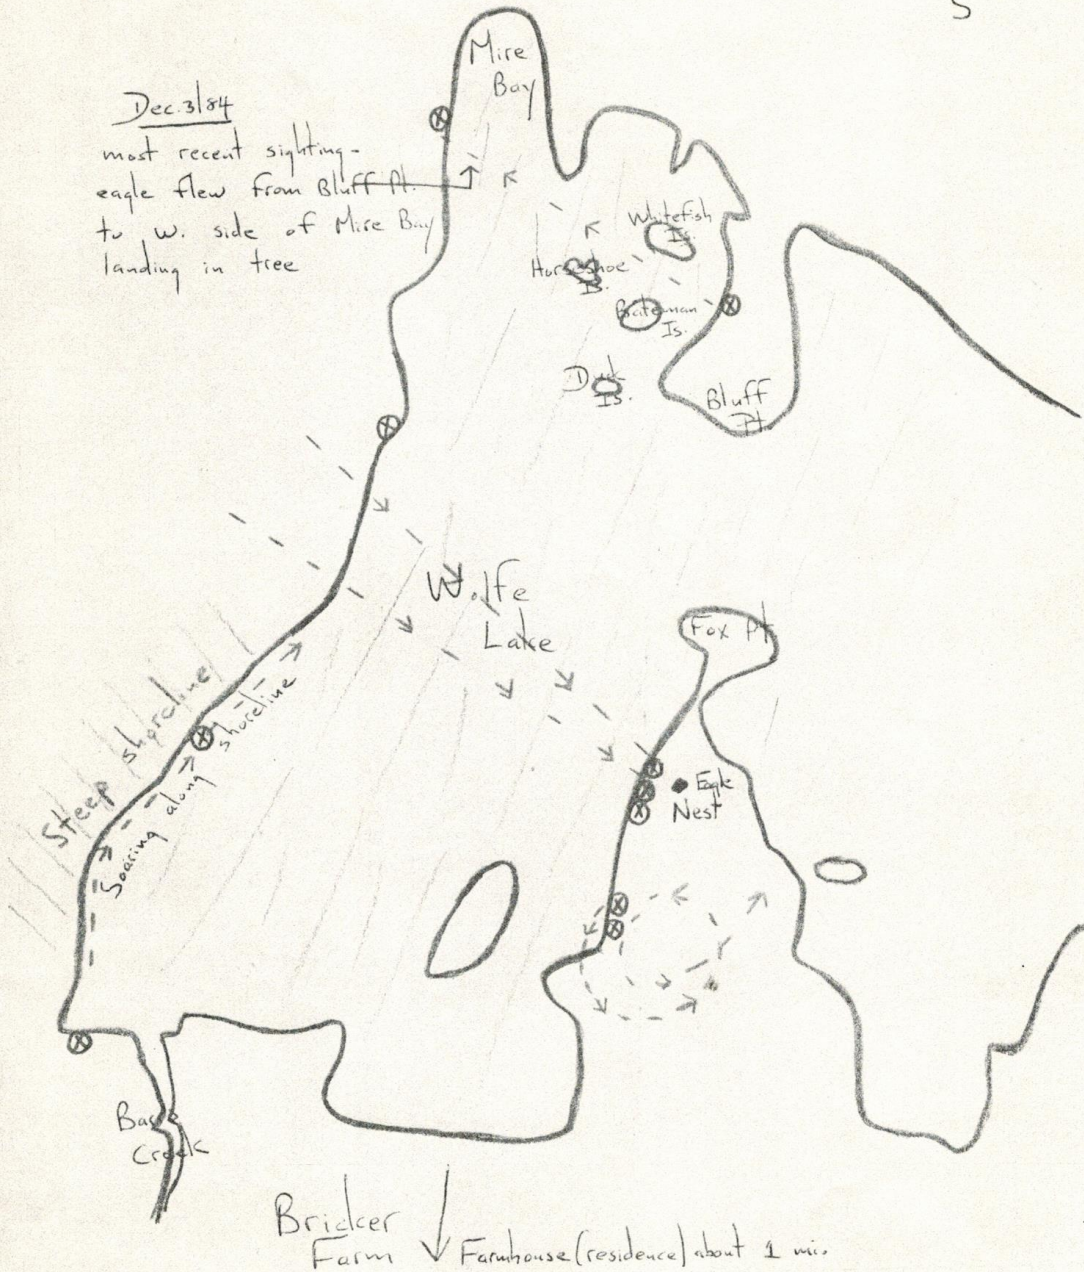 S
Mire
Bay
Dec. 3/84
most recent sighting -
eagle flew from Bluff Pt.
to w. side of Mire Bay
landing in tree
Whitefish
Is.
Horseshoe
Is.
Bateman
Is.
Duck
Is.
Bluff
Pt.
Wolfe
Lake
Fox Pt
Steep shoreline
Soaring along shoreline
Eagle
Nest
Bass
Creek
Bricker
Farm
Farmhouse (residence) about 1 mi.